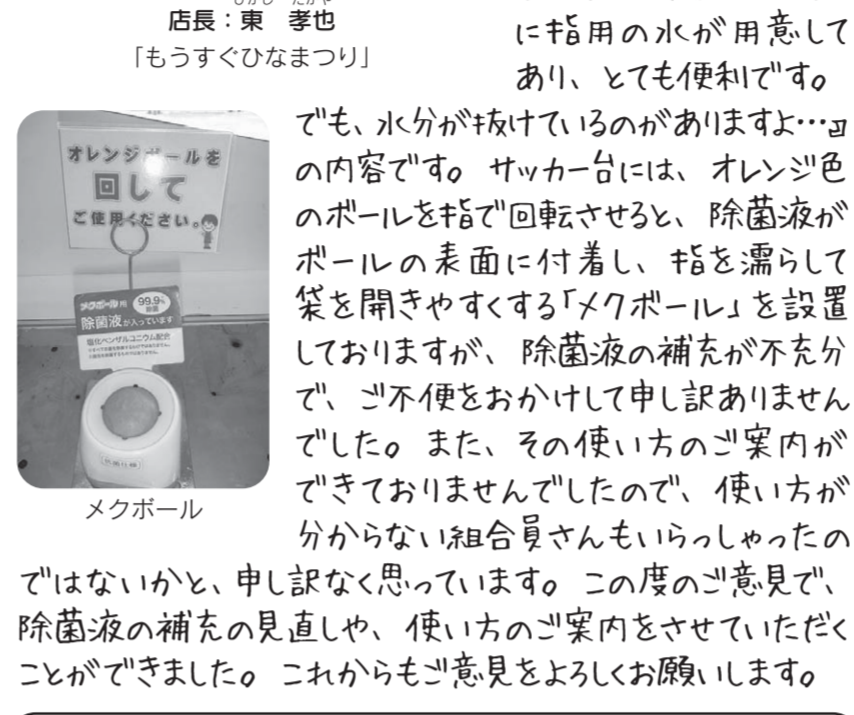 店長：東　孝也
「もうすぐひなまつり」
に指用の水が用意して
あり、とても便利です。
でも、水分が抜けているのがありますよ…』
の内容です。サッカー台には、オレンジ色
のボールを指で回転させると、除菌液が
ボールの表面に付着し、指を濡らして
袋を開きやすくする「メクボール」を設置
しておりますが、除菌液の補充が不充分
で、ご不便をおかけして申し訳ありません
でした。また、その使い方のご案内が
できておりませんでしたので、使い方が
分からない組合員さんもいらっしゃったの
ではないかと、申し訳なく思っています。この度のご意見で、
除菌液の補充の見直しや、使い方のご案内をさせていただく
ことができました。これからもご意見をよろしくお願いします。
オレンジボールを
回して
ご使用ください。
メクボール用
99.9%
除菌
除菌液が入っています
塩化ベンザルコニウム配合
メクボール